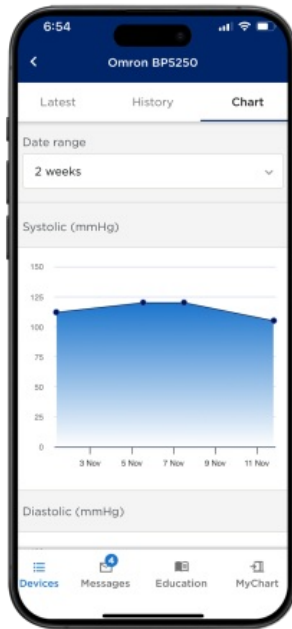 6:54
Omron BP5250
Latest History Chart
Date range
2 weeks
Systolic (mmHg)
150
125
100
75
50
25
0
3 Nov 5 Nov 7 Nov 9 Nov 11 Nov
Diastolic (mmHg)
4
Devices Messages Education MyChart